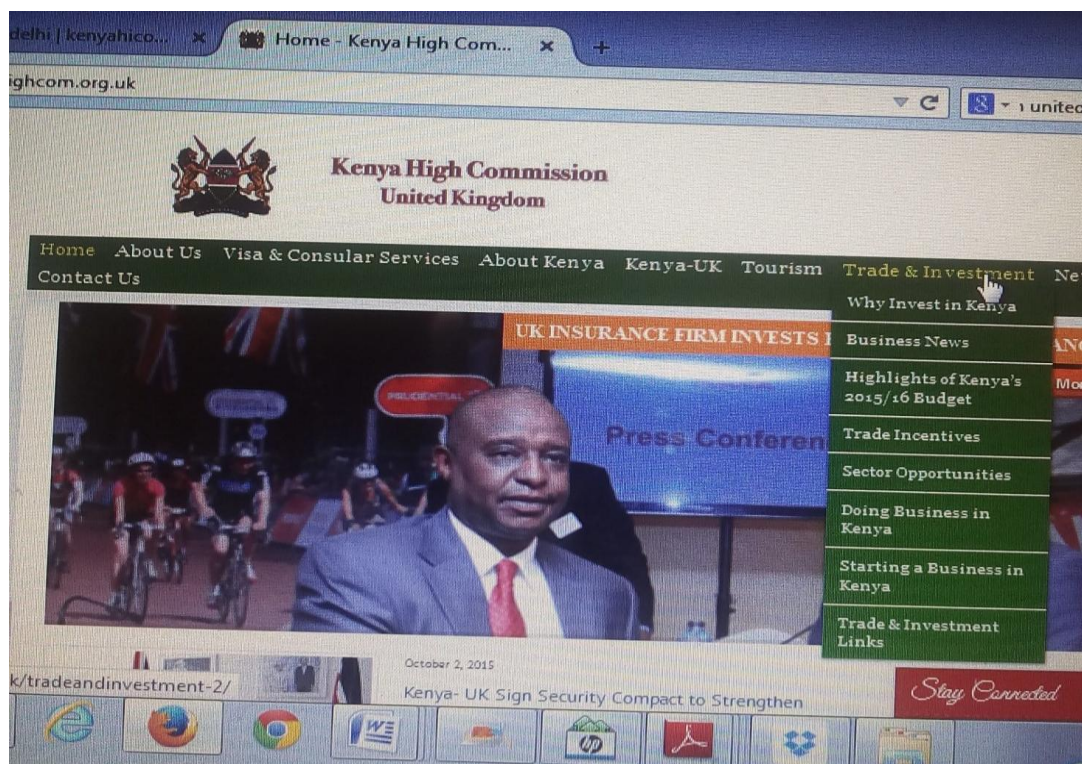 delhi | kenyahico...
Home - Kenya High Com...
ighcom.org.uk
unitec
Kenya High Commission
United Kingdom
Home About Us Visa & Consular Services About Kenya Kenya-UK Tourism Trade & Investment Ne
Contact Us
Why Invest in Kenya
Business News
Highlights of Kenya's
2015/16 Budget
Trade Incentives
Sector Opportunities
Doing Business in
Kenya
Starting a Business in
Kenya
Trade & Investment
Links
UK INSURANCE FIRM INVESTS
PRUDENTIAL
Press Conferen
October 2, 2015
Kenya- UK Sign Security Compact to Strengthen
Stay Connected
k/tradeandinvestment-2/
W
hp